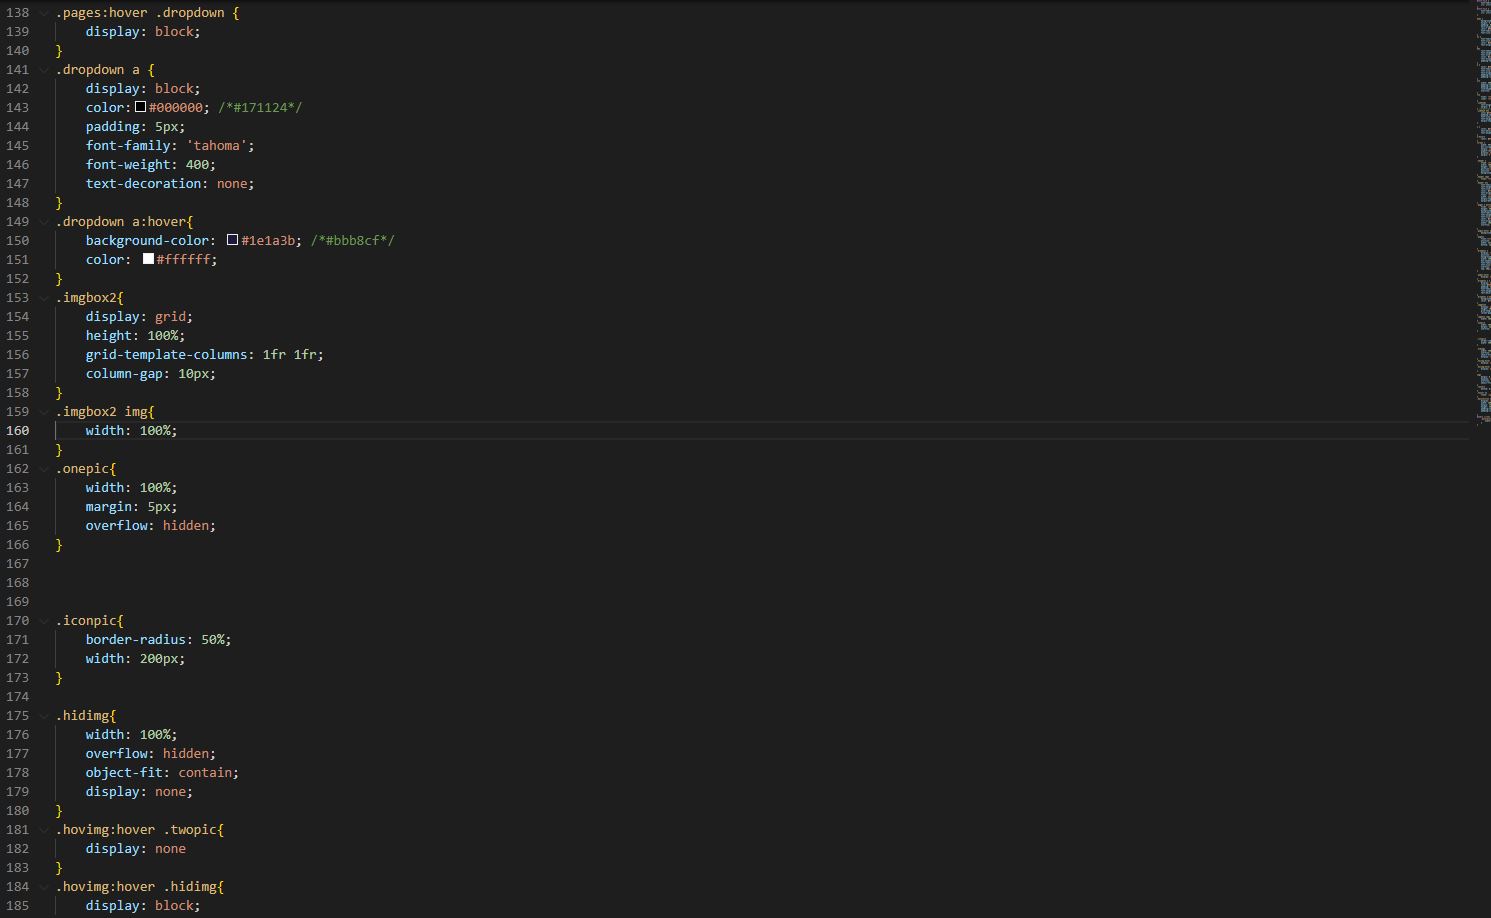 138 .pages:hover .dropdown {
139 display: block;
140 }
141 .dropdown a {
142 display: block;
143 color: #000000; /*#171124*/
144 padding: 5px;
145 font-family: 'tahoma';
146 font-weight: 400;
147 text-decoration: none;
148 }
149 .dropdown a:hover{
150 background-color: #1e1a3b; /*#bbb8cf*/
151 color: #ffffff;
152 }
153 .imgbox2{
154 display: grid;
155 height: 100%;
156 grid-template-columns: 1fr 1fr;
157 column-gap: 10px;
158 }
159 .imgbox2 img{
160 width: 100%;
161 }
162 .onepic{
163 width: 100%;
164 margin: 5px;
165 overflow: hidden;
166 }
167
168
169
170 .iconpic{
171 border-radius: 50%;
172 width: 200px;
173 }
174
175 .hidimg{
176 width: 100%;
177 overflow: hidden;
178 object-fit: contain;
179 display: none;
180 }
181 .hovimg:hover .twopic{
182 display: none
183 }
184 .hovimg:hover .hidimg{
185 display: block;